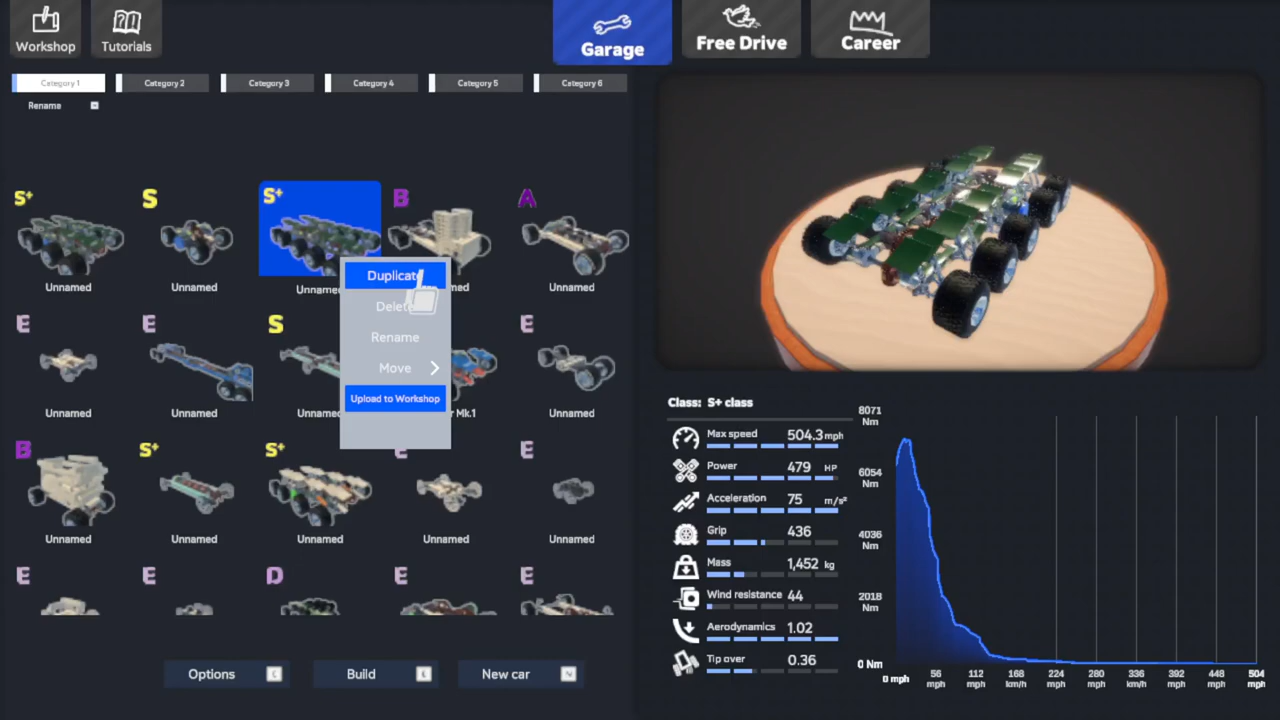 Workshop
Tutorials
Garage
Free Drive
Career
Category 1
Category 2
Category 3
Category 4
Category 5
Category 6
Rename
S+
S
S+
B
A
Unnamed
Unnamed
Unnamed
Unnamed
Duplicate
Delete
Rename
Move
Upload to Workshop
E
E
S
E
Unnamed
Unnamed
Mk.1
Unnamed
B
S+
S+
E
Unnamed
Unnamed
Unnamed
Unnamed
Unnamed
E
E
D
E
E
Options
Build
E
New car
N
Class: S+ class
Max speed 504.3 mph
Power 479 HP
Acceleration 75 m/s²
Grip 436
Mass 1,452 kg
Wind resistance 44
Aerodynamics 1.02
Tip over 0.36
8071 Nm
6054 Nm
4036 Nm
2018 Nm
0 Nm
0 mph
56 mph
112 mph
168 km/h
224 mph
280 mph
336 km/h
392 mph
448 mph
504 mph